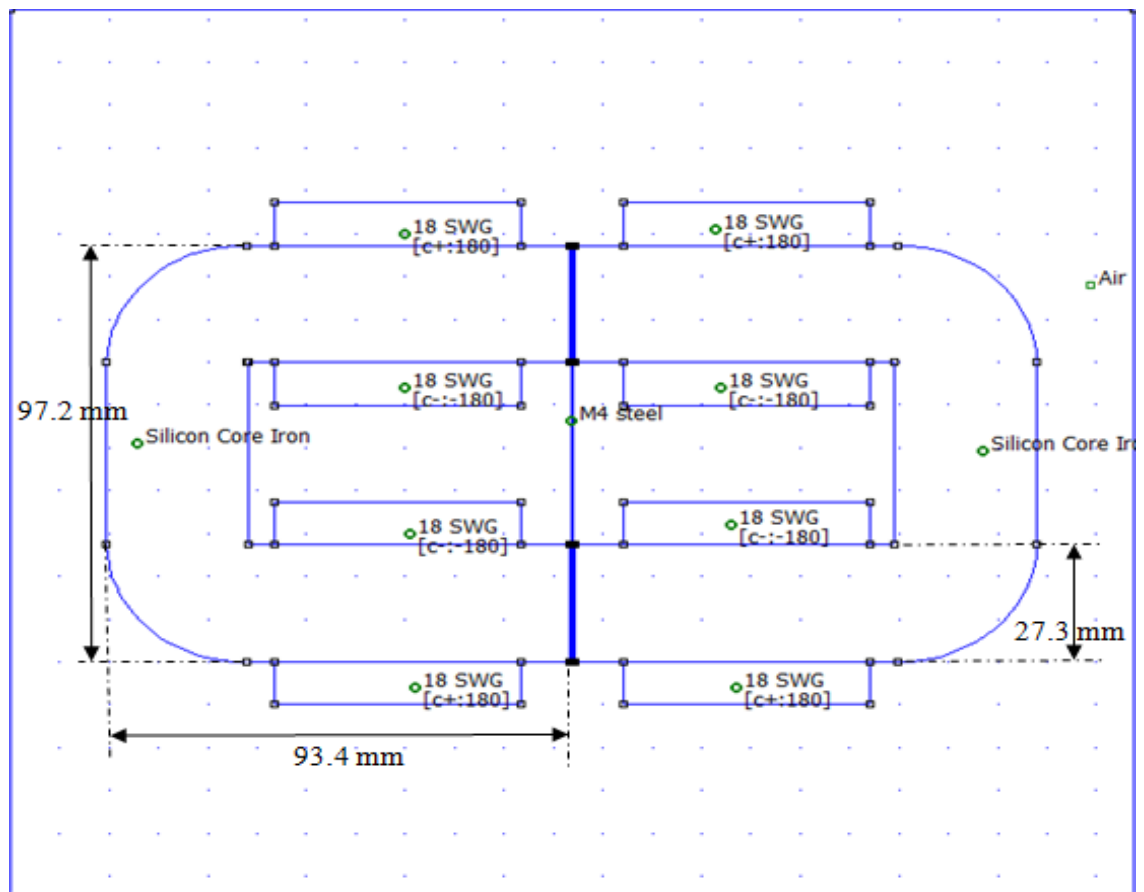 18 SWG
[c+:180]
18 SWG
[c+:180]
Air
18 SWG
[c-:-180]
18 SWG
[c-:-180]
M4 steel
97.2 mm
Silicon Core Iron
Silicon Core Iro
18 SWG
[c-:-180]
18 SWG
[c-:-180]
27.3 mm
18 SWG
[c+:180]
18 SWG
[c+:180]
93.4 mm